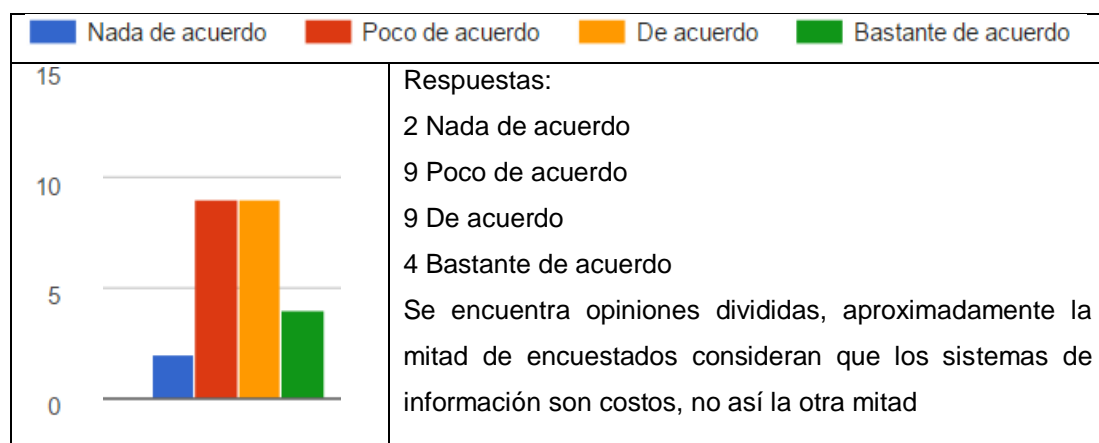 Nada de acuerdo Poco de acuerdo De acuerdo Bastante de acuerdo
15
10
5
0
Respuestas:
2 Nada de acuerdo
9 Poco de acuerdo
9 De acuerdo
4 Bastante de acuerdo
Se encuentra opiniones divididas, aproximadamente la
mitad de encuestados consideran que los sistemas de
información son costos, no así la otra mitad